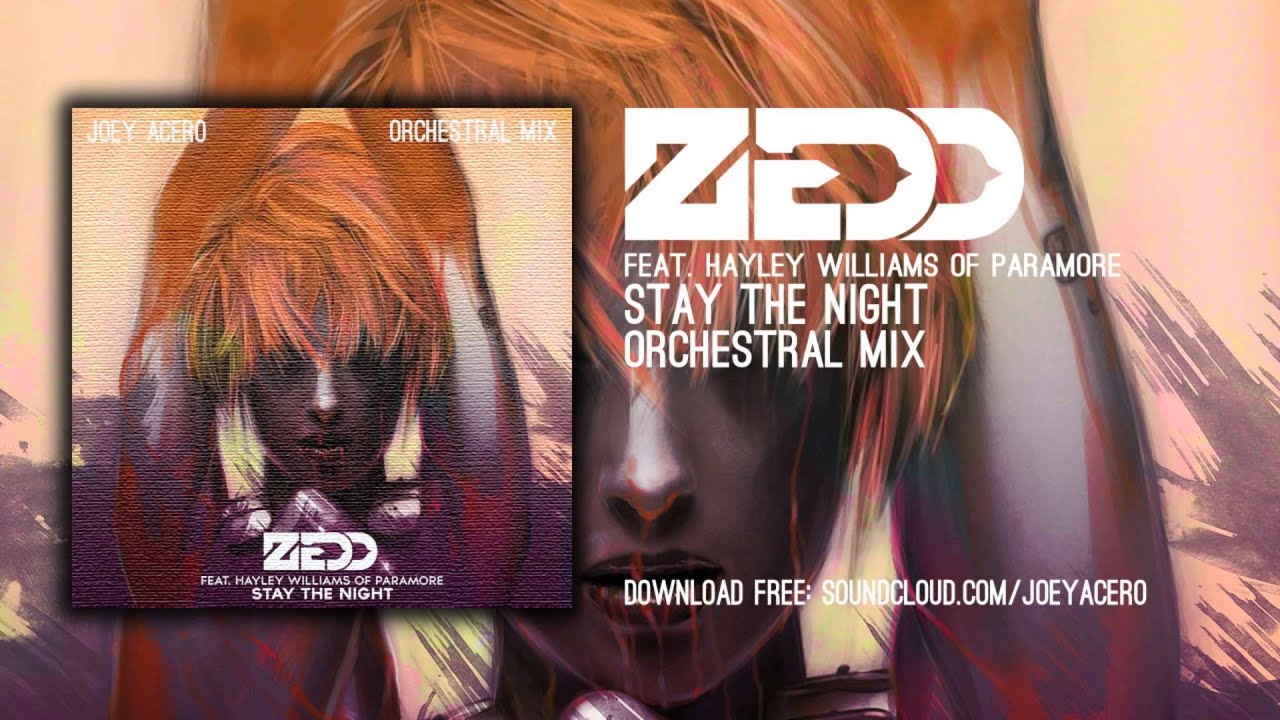 JOEY ACERO
ORCHESTRAL MIX
ZEDD
FEAT. HAYLEY WILLIAMS OF PARAMORE
STAY THE NIGHT
ZEDD
FEAT. HAYLEY WILLIAMS OF PARAMORE
STAY THE NIGHT
ORCHESTRAL MIX
DOWNLOAD FREE: SOUNDCLOUD.COM/JOEYACERO